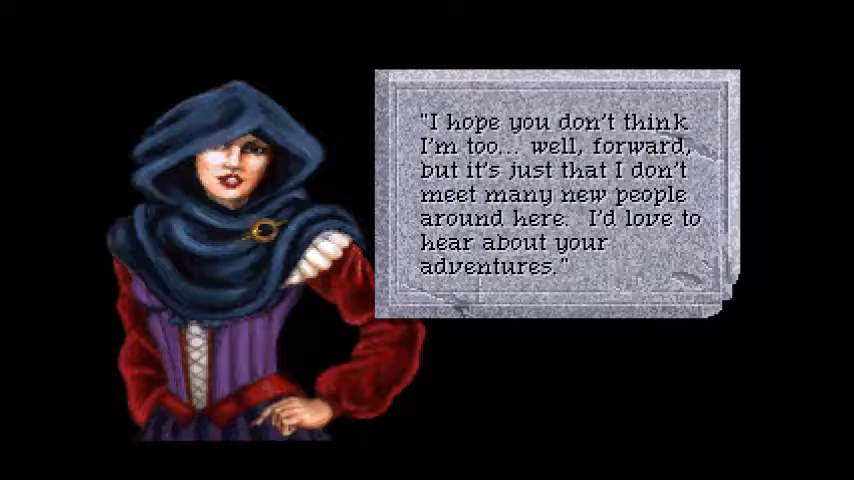 "I hope you don't think
I'm too... well, forward,
but it's just that I don't
meet many new people
around here.  I'd love to
hear about your
adventures."